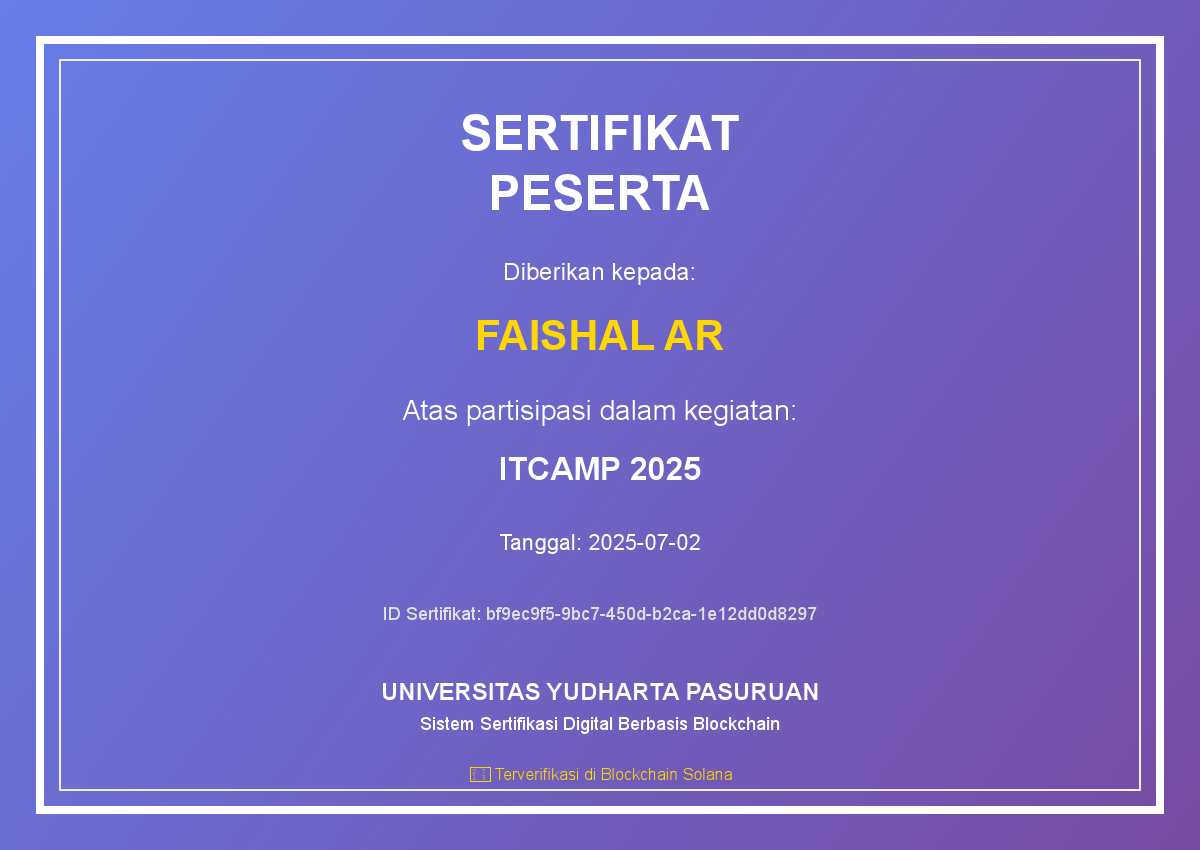 SERTIFIKAT
PESERTA
Diberikan kepada:
FAISHAL AR
Atas partisipasi dalam kegiatan:
ITCAMP 2025
Tanggal: 2025-07-02
ID Sertifikat: bf9ec9f5-9bc7-450d-b2ca-1e12dd0d8297
UNIVERSITAS YUDHARTA PASURUAN
Sistem Sertifikasi Digital Berbasis Blockchain
Terverifikasi di Blockchain Solana